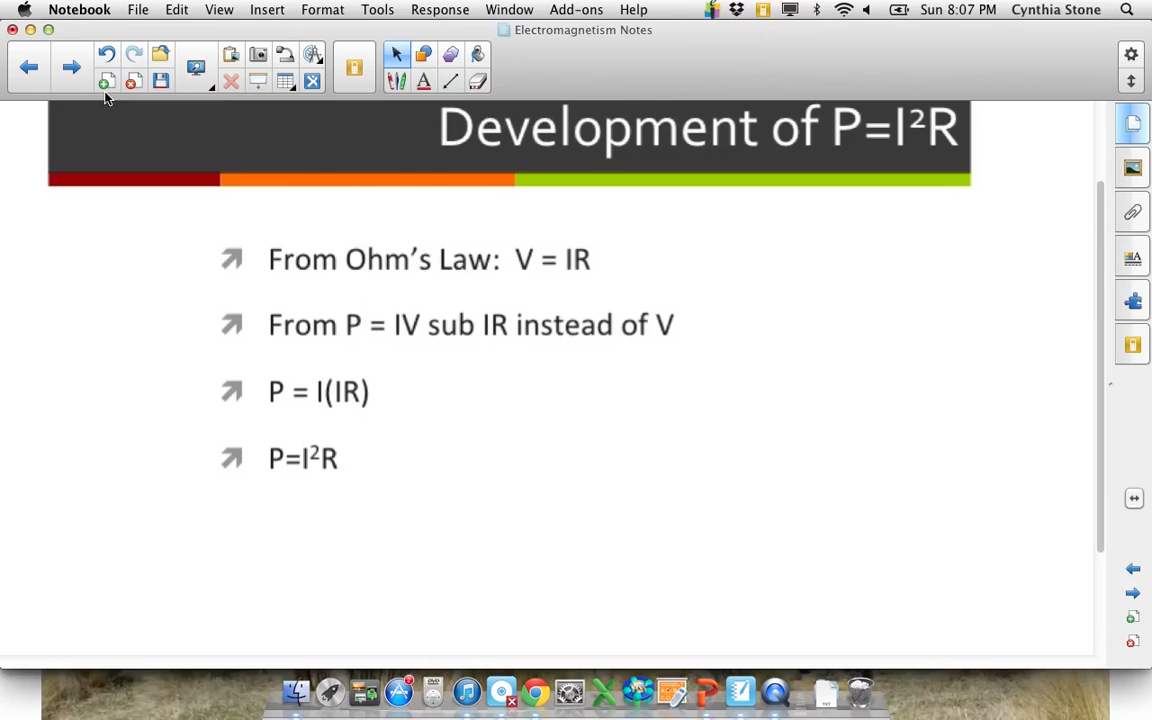 Notebook File Edit View Insert Format Tools Response Window Add-ons Help Sun 8:07 PM Cynthia Stone
Electromagnetism Notes
Development of P=I²R
From Ohm's Law: V = IR
From P = IV sub IR instead of V
P = I(IR)
P=I²R